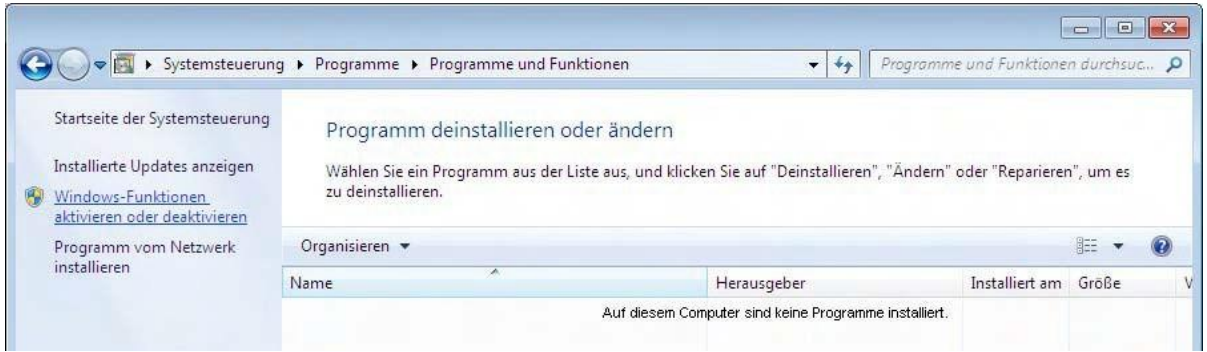 Systemsteuerung ▸ Programme ▸ Programme und Funktionen
Programme und Funktionen durchsuc...
Startseite der Systemsteuerung
Installierte Updates anzeigen
Windows-Funktionen
aktivieren oder deaktivieren
Programm vom Netzwerk
installieren
Programm deinstallieren oder ändern
Wählen Sie ein Programm aus der Liste aus, und klicken Sie auf "Deinstallieren", "Ändern" oder "Reparieren", um es
zu deinstallieren.
Organisieren
Name Herausgeber Installiert am Größe V
Auf diesem Computer sind keine Programme installiert.